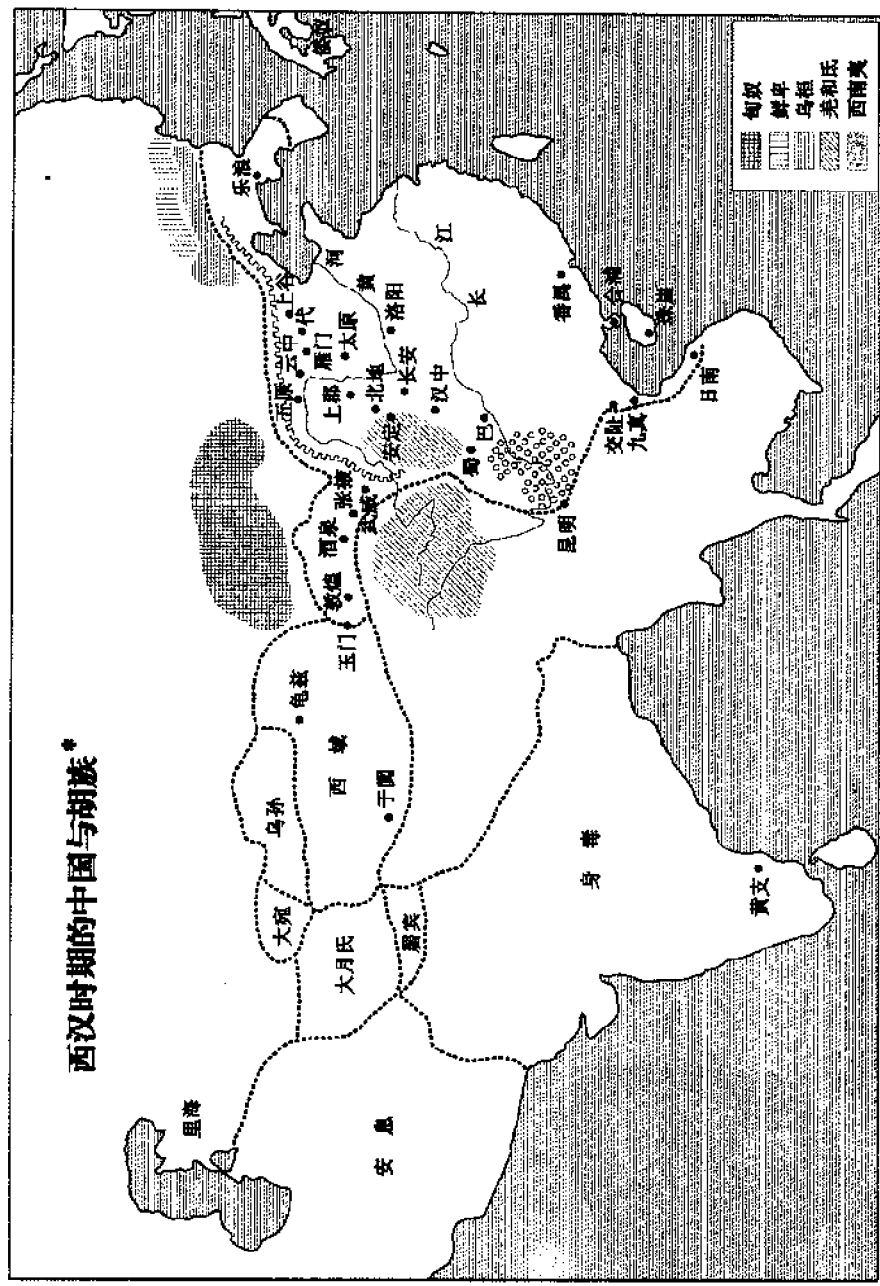 西汉时期的中国与胡族*
里海
安息
大宛
乌孙
大月氏
罽宾
龟兹
西域
于阗
身毒
黄支
玉门
敦煌
酒泉
张掖
武威
五原
云中
代
上谷
雁门
太原
上郡
北地
安定
长安
洛阳
汉中
黄河
长江
巴
蜀
昆明
乐浪
倭奴
番禺
合浦
珠崖
交趾
九真
日南
匈奴
鲜卑
乌桓
羌和氐
西南夷